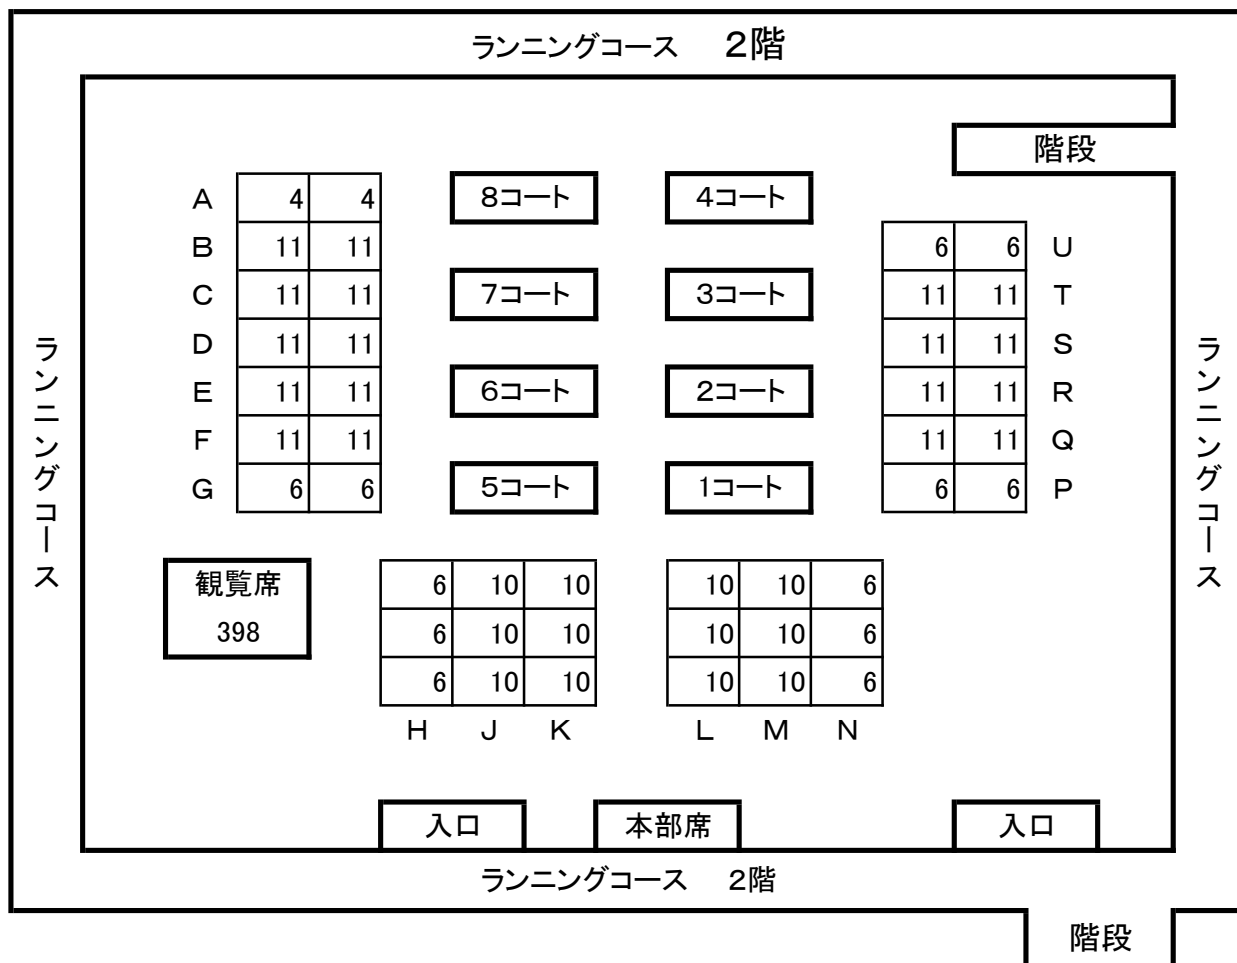 ランニングコース　２階
階段
A 4 4 8コート 4コート
B 11 11 6 6 U
C 11 11 7コート 3コート 11 11 T
D 11 11 11 11 S
E 11 11 6コート 2コート 11 11 R
F 11 11 11 11 Q
G 6 6 5コート 1コート 6 6 P
ランニングコース
ランニングコース
観覧席
398
6 10 10 10 10 6
6 10 10 10 10 6
6 10 10 10 10 6
H J K L M N
入口 本部席 入口
ランニングコース　2階
階段